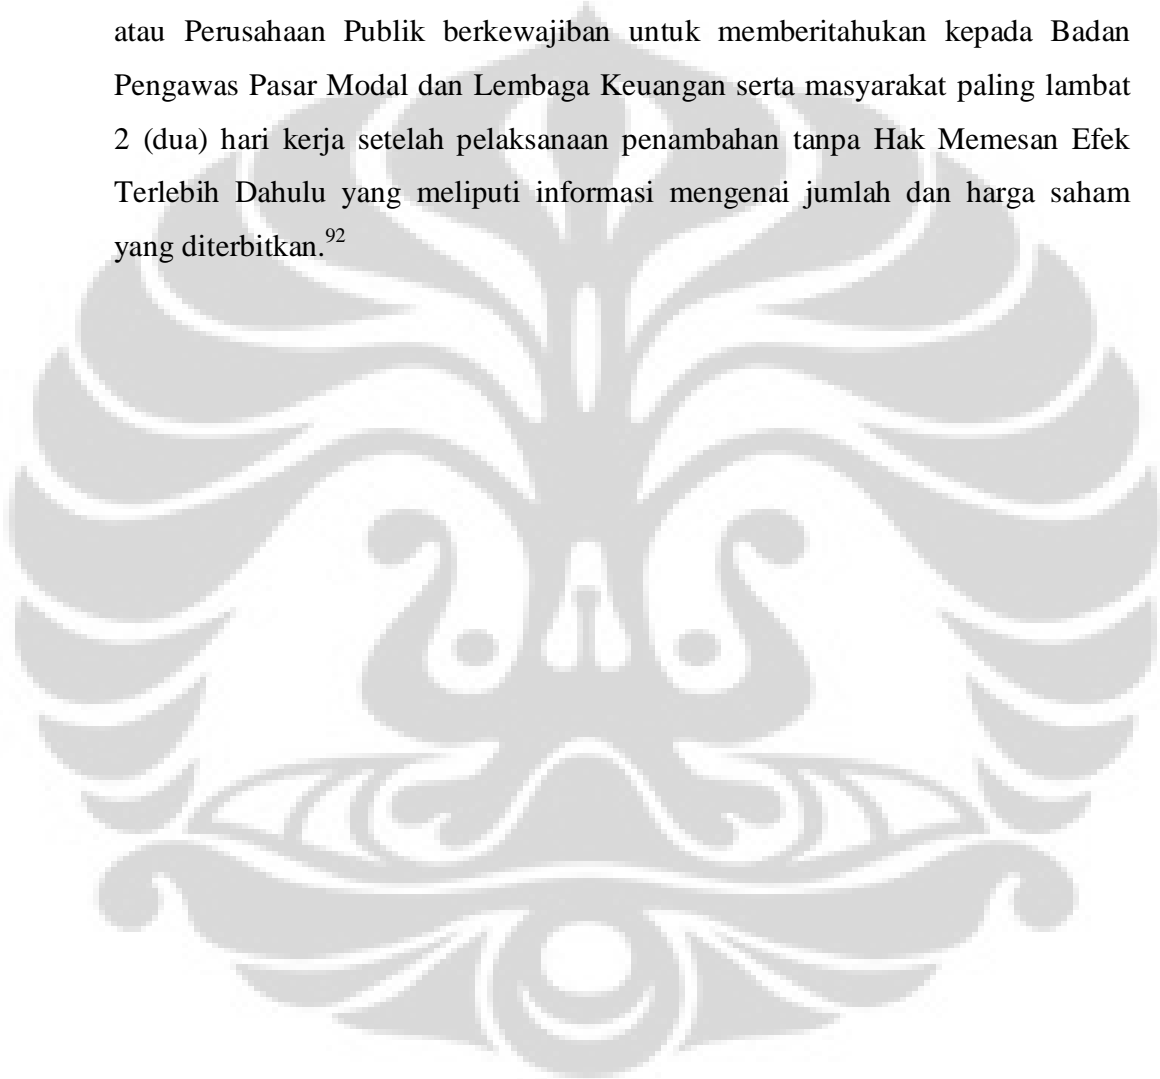 atau Perusahaan Publik berkewajiban untuk memberitahukan kepada Badan
Pengawas Pasar Modal dan Lembaga Keuangan serta masyarakat paling lambat
2 (dua) hari kerja setelah pelaksanaan penambahan tanpa Hak Memesan Efek
Terlebih Dahulu yang meliputi informasi mengenai jumlah dan harga saham
yang diterbitkan.92